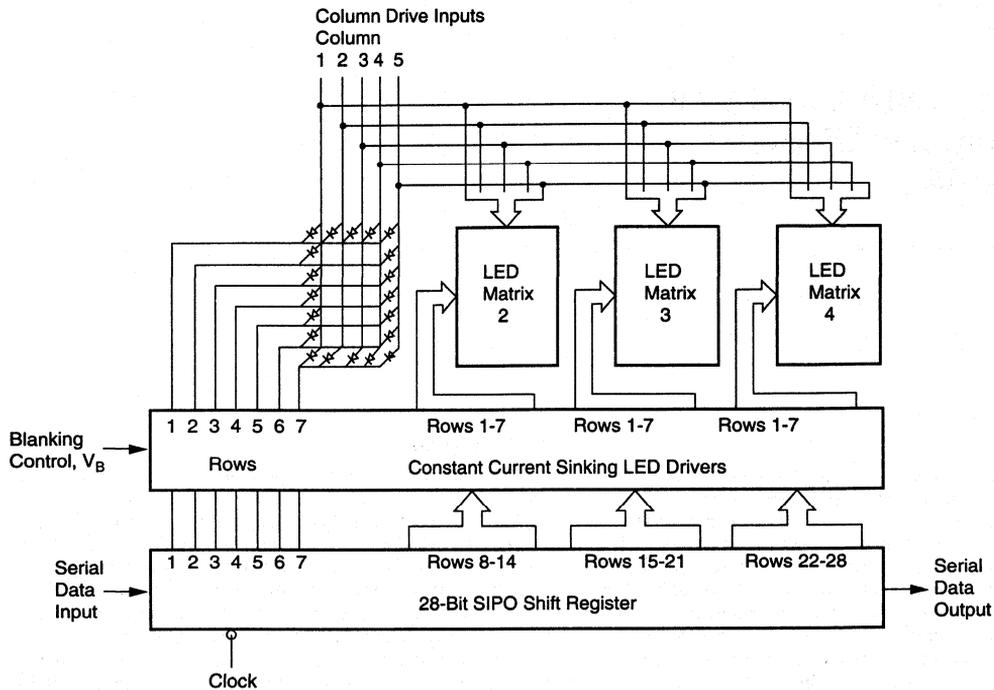 Column Drive Inputs
Column
1 2 3 4 5
LED
Matrix
2
LED
Matrix
3
LED
Matrix
4
1 2 3 4 5 6 7
Rows 1-7
Rows 1-7
Rows 1-7
Blanking
Control, VB
Rows
Constant Current Sinking LED Drivers
1 2 3 4 5 6 7
Rows 8-14
Rows 15-21
Rows 22-28
Serial
Data
Input
28-Bit SIPO Shift Register
Serial
Data
Output
Clock